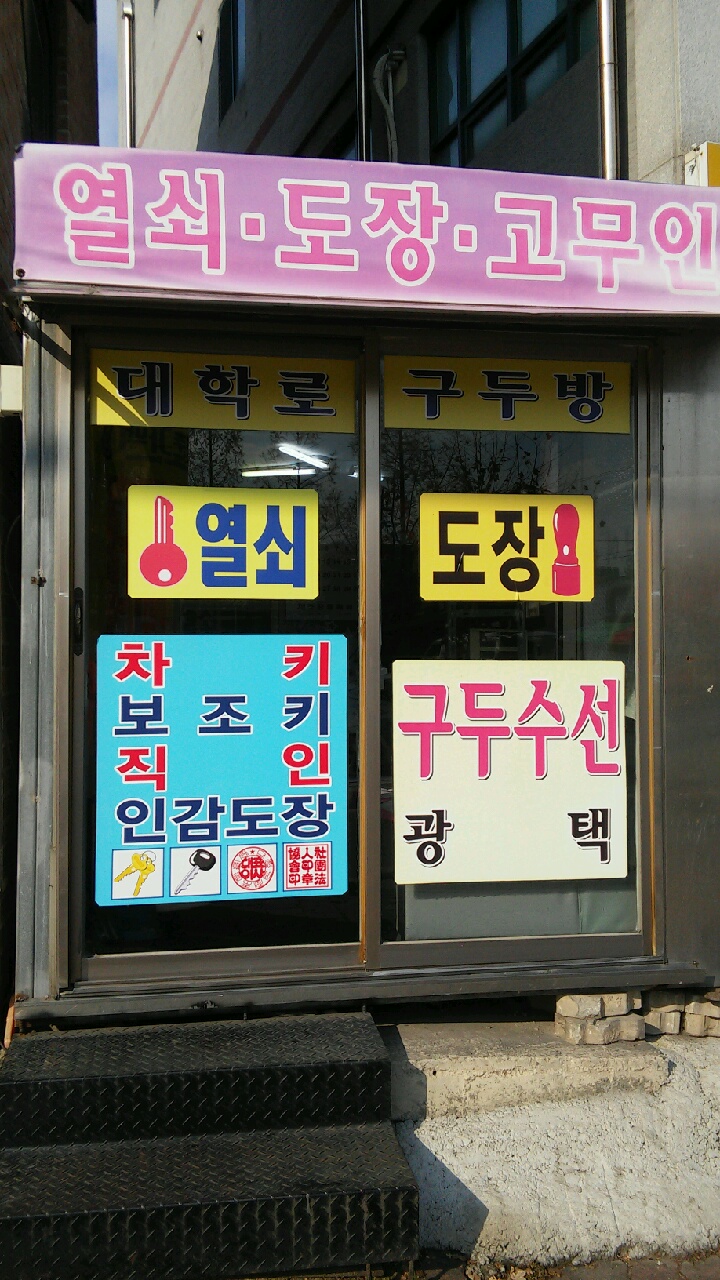 열쇠·도장·고무인
대학로 구두방
열쇠
도장
차키
보조키
직인
인감도장
구두수선
광택